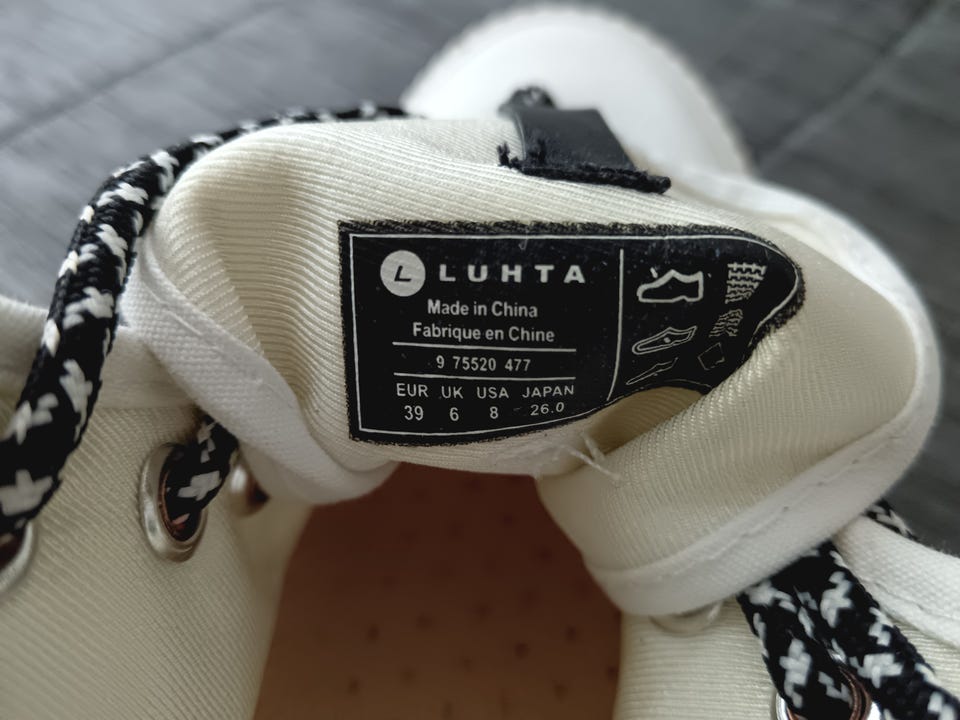 L LUHTA
Made in China
Fabrique en Chine
9 75520 477
EUR UK USA JAPAN
39 6 8 26.0